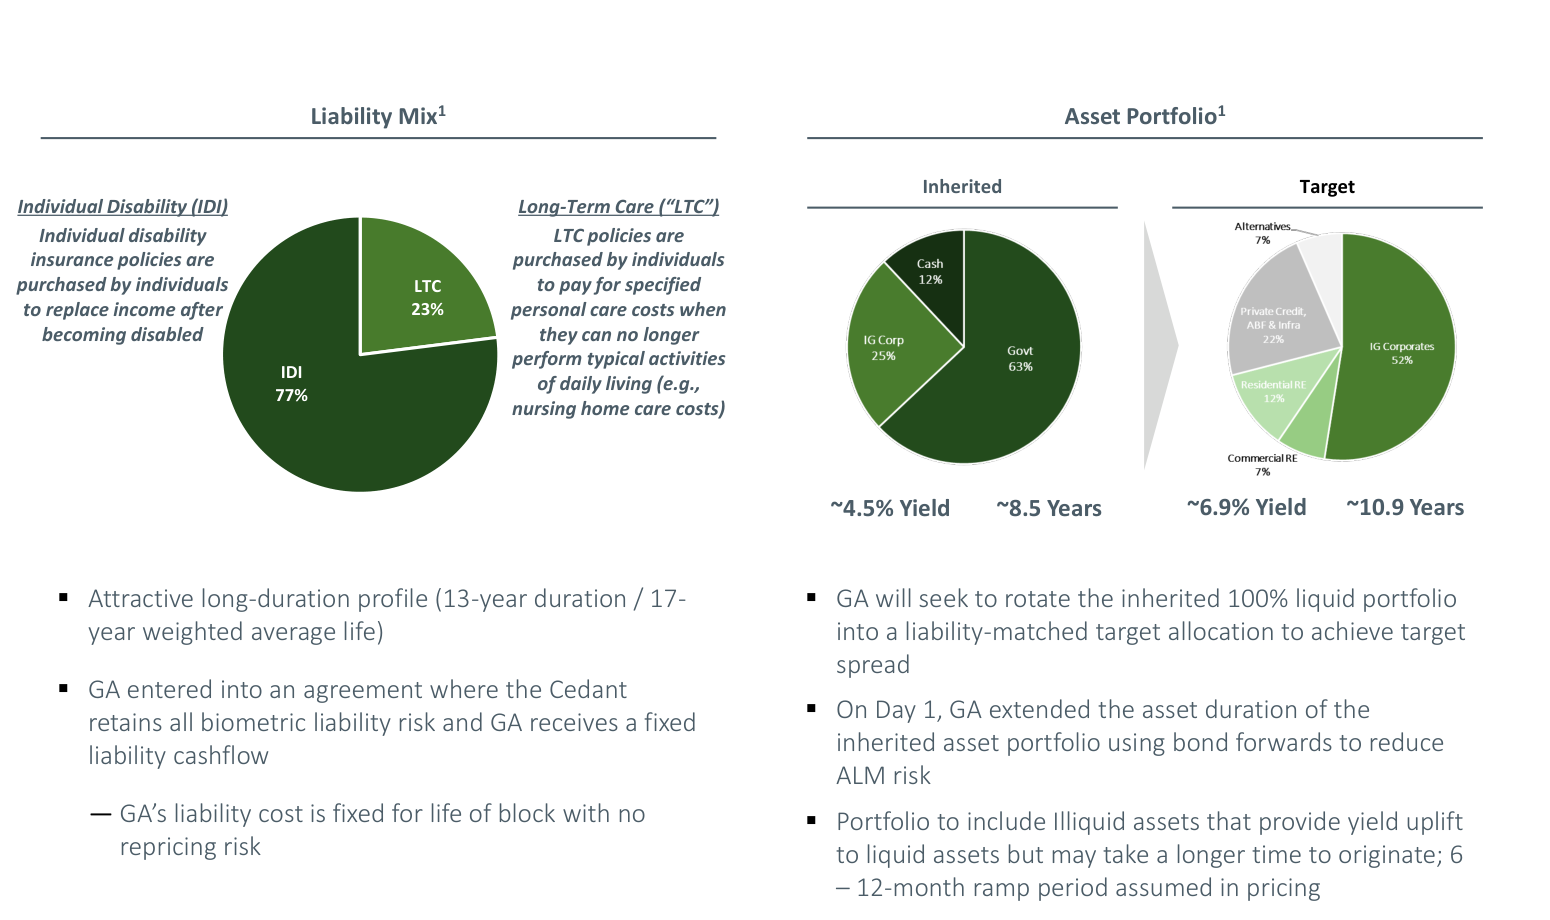 Liability Mix1
Individual Disability (IDI)
Individual disability
insurance policies are
purchased by individuals
to replace income after
becoming disabled
LTC
23%
IDI
77%
Long-Term Care (“LTC”)
LTC policies are
purchased by individuals
to pay for specified
personal care costs when
they can no longer
perform typical activities
of daily living (e.g.,
nursing home care costs)
▪ Attractive long-duration profile (13-year duration / 17-
year weighted average life)
▪ GA entered into an agreement where the Cedant
retains all biometric liability risk and GA receives a fixed
liability cashflow
— GA’s liability cost is fixed for life of block with no
repricing risk
Asset Portfolio1
Inherited
Cash
12%
IG Corp
25%
Govt
63%
~4.5% Yield ~8.5 Years
Target
Alternatives
7%
Private Credit,
ABF & Infra
22%
IG Corporates
52%
Residential RE
12%
Commercial RE
7%
~6.9% Yield ~10.9 Years
▪ GA will seek to rotate the inherited 100% liquid portfolio
into a liability-matched target allocation to achieve target
spread
▪ On Day 1, GA extended the asset duration of the
inherited asset portfolio using bond forwards to reduce
ALM risk
▪ Portfolio to include Illiquid assets that provide yield uplift
to liquid assets but may take a longer time to originate; 6
– 12-month ramp period assumed in pricing